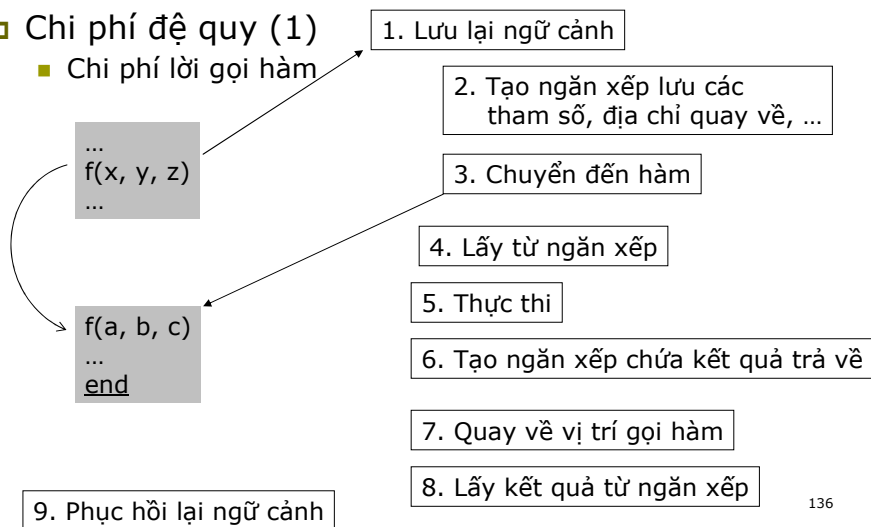 Chi phí đệ quy (1)
Chi phí lời gọi hàm
1. Lưu lại ngữ cảnh
2. Tạo ngăn xếp lưu các
tham số, địa chỉ quay về, …
…
f(x, y, z)
…
3. Chuyển đến hàm
4. Lấy từ ngăn xếp
5. Thực thi
f(a, b, c)
…
end
6. Tạo ngăn xếp chứa kết quả trả về
7. Quay về vị trí gọi hàm
8. Lấy kết quả từ ngăn xếp
9. Phục hồi lại ngữ cảnh
136